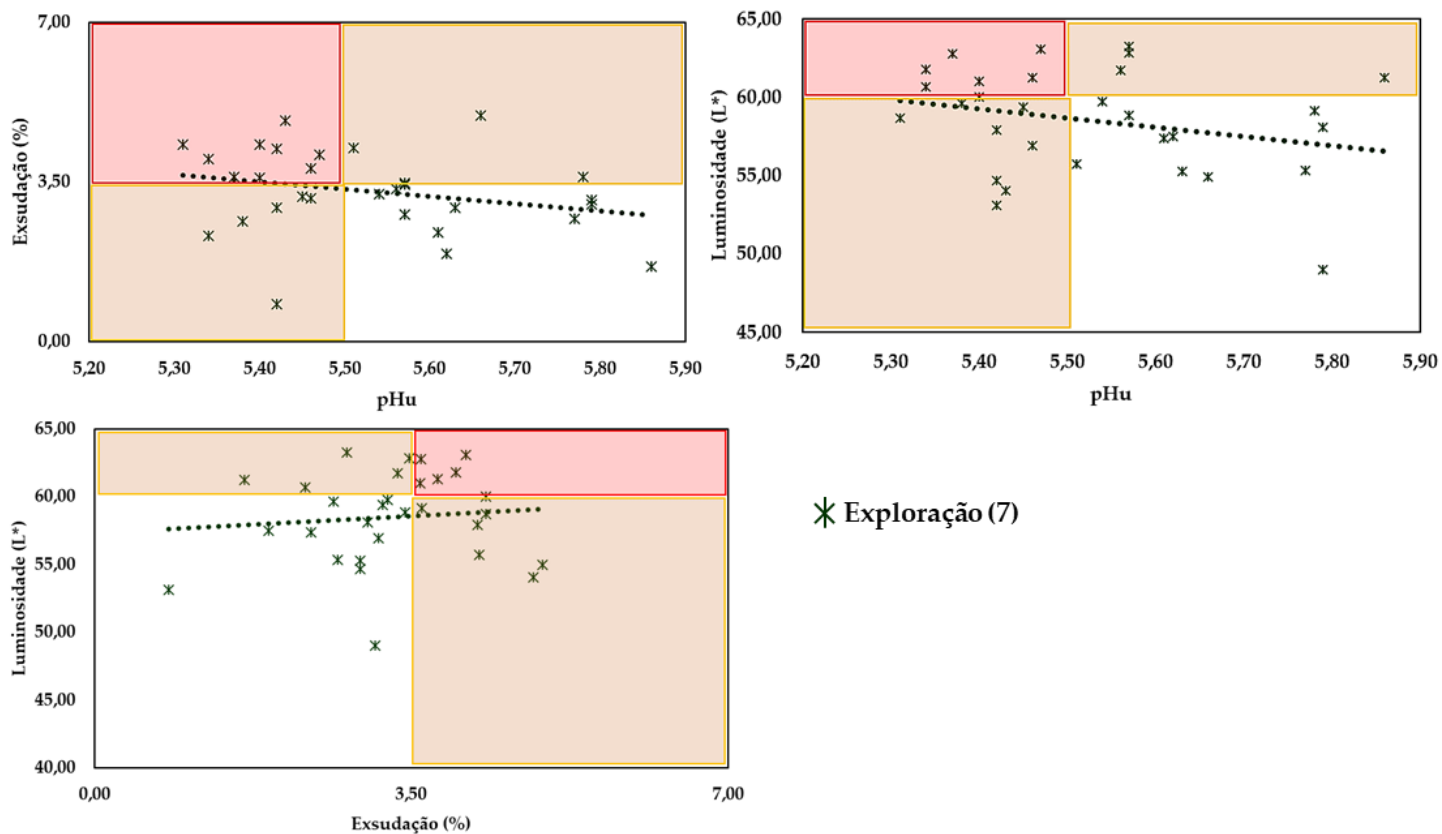 7,00
3,50
0,00
Exsudação (%)
5,20 5,30 5,40 5,50 5,60 5,70 5,80 5,90
pHu
65,00
60,00
55,00
50,00
45,00
Luminosidade (L*)
5,20 5,30 5,40 5,50 5,60 5,70 5,80 5,90
pHu
65,00
60,00
55,00
50,00
45,00
40,00
Luminosidade (L*)
0,00 3,50 7,00
Exsudação (%)
Exploração (7)